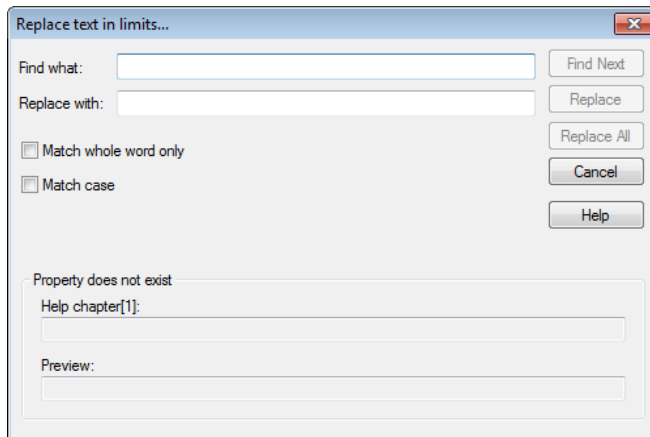 Replace text in limits...
Find what:
Find Next
Replace with:
Replace
Replace All
Match whole word only
Cancel
Match case
Help
Property does not exist
Help chapter[1]:
Preview: